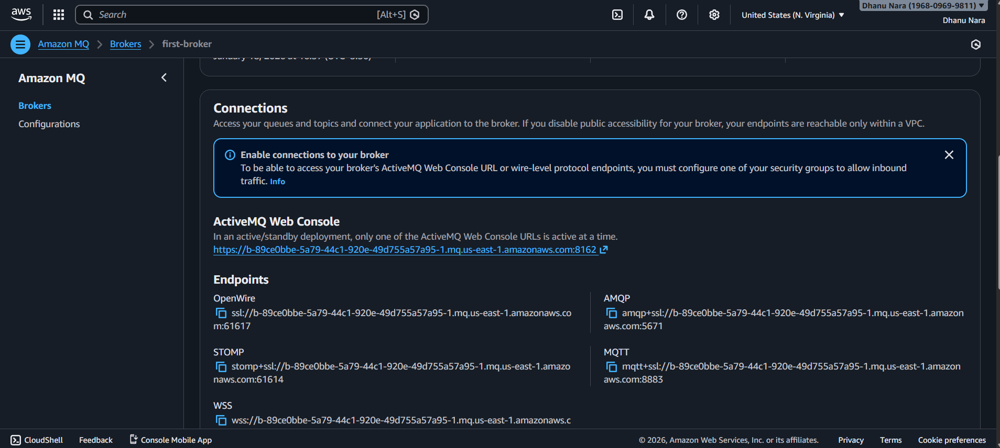 aws
Search
[Alt+S]
United States (N. Virginia)
Dhanu Nara (1968-0969-9811)
Dhanu Nara
Amazon MQ
Brokers
first-broker
Amazon MQ
Brokers
Configurations
Connections
Access your queues and topics and connect your application to the broker. If you disable public accessibility for your broker, your endpoints are reachable only within a VPC.
Enable connections to your broker
To be able to access your broker's ActiveMQ Web Console URL or wire-level protocol endpoints, you must configure one of your security groups to allow inbound
traffic. Info
ActiveMQ Web Console
In an active/standby deployment, only one of the ActiveMQ Web Console URLs is active at a time.
https://b-89ce0bbe-5a79-44c1-920e-49d755a57a95-1.mq.us-east-1.amazonaws.com:8162
Endpoints
OpenWire
ssl://b-89ce0bbe-5a79-44c1-920e-49d755a57a95-1.mq.us-east-1.amazonaws.co
m:61617
AMQP
amqp+ssl://b-89ce0bbe-5a79-44c1-920e-49d755a57a95-1.mq.us-east-1.amazon
aws.com:5671
STOMP
stomp+ssl://b-89ce0bbe-5a79-44c1-920e-49d755a57a95-1.mq.us-east-1.amazo
naws.com:61614
MQTT
mqtt+ssl://b-89ce0bbe-5a79-44c1-920e-49d755a57a95-1.mq.us-east-1.amazon
aws.com:8883
WSS
wss://b-89ce0bbe-5a79-44c1-920e-49d755a57a95-1.mq.us-east-1.amazonaws.c
CloudShell
Feedback
Console Mobile App
© 2026, Amazon Web Services, Inc. or its affiliates.
Privacy
Terms
Cookie preferences